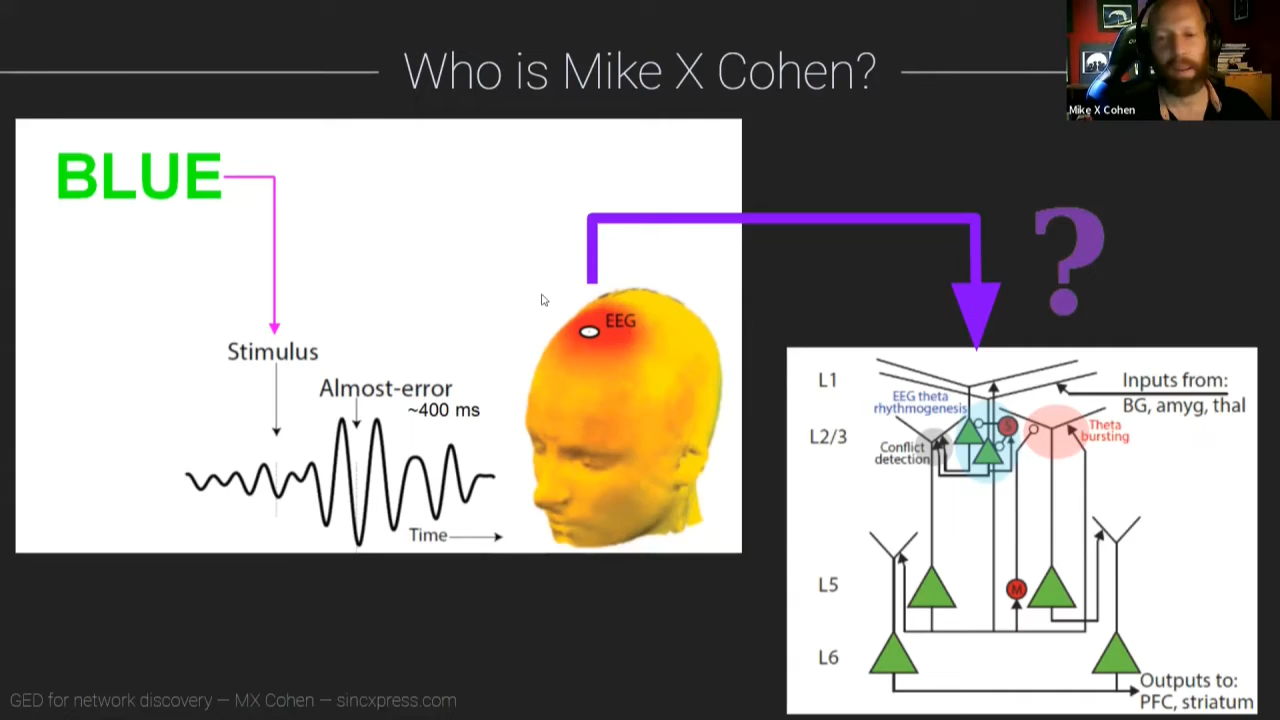 Who is Mike X Cohen?
Mike X Cohen
BLUE
Stimulus
Almost-error
~400 ms
Time
EEG
?
L1
EEG theta
rhythmogenesis
Inputs from:
BG, amyg, thal
L2/3
S
Theta
bursting
Conflict
detection
L5
M
L6
Outputs to:
PFC, striatum
GED for network discovery — MX Cohen — sincxpress.com